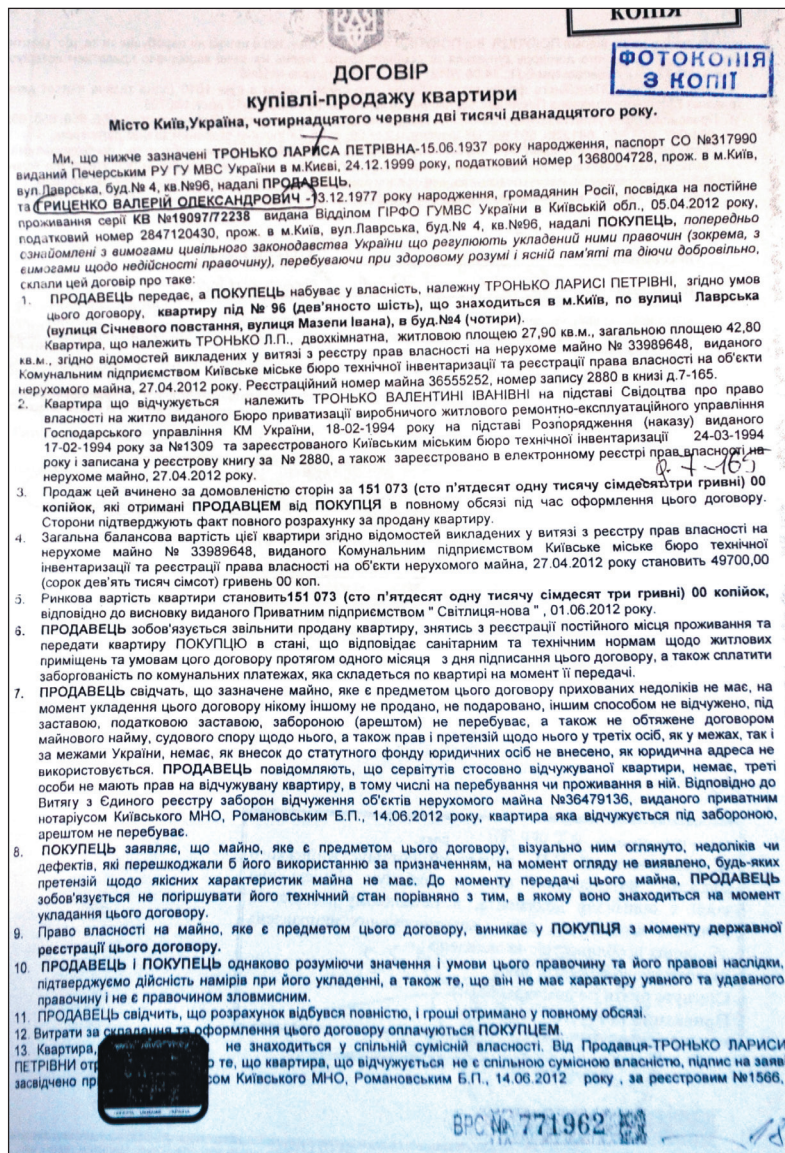 КОПІЯ
ФОТОКОПІЯ
З КОПІЇ
ДОГОВІР
купівлі-продажу квартири
Місто Київ,Україна, чотирнадцятого червня дві тисячі дванадцятого року.
Ми, що нижче зазначені ТРОНЬКО ЛАРИСА ПЕТРІВНА-15.06.1937 року народження, паспорт СО №317990
виданий Печерським РУ ГУ МВС України в м.Києві, 24.12.1999 року, податковий номер 1368004728, прож. в м.Київ,
вул.Лаврська, буд.№ 4, кв.№96, надалі ПРОДАВЕЦЬ,
та ГРИЦЕНКО ВАЛЕРІЙ ОЛЕКСАНДРОВИЧ -13.12.1977 року народження, громадянин Росії, посвідка на постійне
проживання серії КВ №19097/72238 видана Відділом ГІРФО ГУМВС України в Київській обл., 05.04.2012 року,
податковий номер 2847120430, прож. в м.Київ, вул.Лаврська, буд.№ 4, кв.№96, надалі ПОКУПЕЦЬ, попередньо
ознайомлені з вимогами цивільного законодавства України що регулюють укладений ними правочин (зокрема, з
вимогами щодо недійсності правочину), перебуваючи при здоровому розумі і ясній пам'яті та діючи добровільно,
склали цей договір про таке:
1. ПРОДАВЕЦЬ передає, а ПОКУПЕЦЬ набуває у власність, належну ТРОНЬКО ЛАРИСІ ПЕТРІВНІ, згідно умов
цього договору, квартиру під № 96 (дев'яносто шість), що знаходиться в м.Київ, по вулиці Лаврська
(вулиця Січневого повстання, вулиця Мазепи Івана), в буд.№4 (чотири).
Квартира, що належить ТРОНЬКО Л.П., двохкімнатна, житловою площею 27,90 кв.м., загальною площею 42,80
кв.м., згідно відомостей викладених у витязі з реєстру прав власності на нерухоме майно № 33989648, виданого
Комунальним підприємством Київське міське бюро технічної інвентаризації та реєстрації права власності на об'єкти
нерухомого майна, 27.04.2012 року. Реєстраційний номер майна 36555252, номер запису 2880 в книзі д.7-165.
2. Квартира що відчужується належить ТРОНЬКО ВАЛЕНТИНІ ІВАНІВНІ на підставі Свідоцтва про право
власності на житло виданого Бюро приватизації виробничого житлового ремонтно-експлуатаційного управління
Господарського управління КМ України, 18-02-1994 року на підставі Розпорядження (наказу) виданого
17-02-1994 року за №1309 та зареєстрованого Київським міським бюро технічної інвентаризації 24-03-1994
року і записана у реєстрову книгу за № 2880, а також зареєстровано в електронному реєстрі прав власності на
нерухоме майно, 27.04.2012 року.
д. 7-165
3. Продаж цей вчинено за домовленістю сторін за 151 073 (сто п'ятдесят одну тисячу сімдесят три гривні) 00
копійок, які отримані ПРОДАВЦЕМ від ПОКУПЦЯ в повному обсязі під час оформлення цього договору.
Сторони підтверджують факт повного розрахунку за продану квартиру.
4. Загальна балансова вартість цієї квартири згідно відомостей викладених у витязі з реєстру прав власності на
нерухоме майно № 33989648, виданого Комунальним підприємством Київське міське бюро технічної
інвентаризації та реєстрації права власності на об'єкти нерухомого майна, 27.04.2012 року становить 49700,00
(сорок дев'ять тисяч сімсот) гривень 00 коп.
5. Ринкова вартість квартири становить151 073 (сто п'ятдесят одну тисячу сімдесят три гривні) 00 копійок,
відповідно до висновку виданого Приватним підприємством " Світлиця-нова " , 01.06.2012 року.
6. ПРОДАВЕЦЬ зобов'язується звільнити продану квартиру, знятись з реєстрації постійного місця проживання та
передати квартиру ПОКУПЦЮ в стані, що відповідає санітарним та технічним нормам щодо житлових
приміщень та умовам цого договору протягом одного місяця з дня підписання цього договору, а також сплатити
заборгованість по комунальних платежах, яка складеться по квартирі на момент її передачі.
7. ПРОДАВЕЦЬ свідчать, що зазначене майно, яке є предметом цього договору прихованих недоліків не має, на
момент укладення цього договору нікому іншому не продано, не подаровано, іншим способом не відчужено, під
заставою, податковою заставою, забороною (арештом) не перебуває, а також не обтяжене договором
майнового найму, судового спору щодо нього, а також прав і претензій щодо нього у третіх осіб, як у межах, так і
за межами України, немає, як внесок до статутного фонду юридичних осіб не внесено, як юридична адреса не
використовується. ПРОДАВЕЦЬ повідомляють, що сервітутів стосовно відчужуваної квартири, немає, треті
особи не мають прав на відчужувану квартиру, в тому числі на перебування чи проживання в ній. Відповідно до
Витягу з Єдиного реєстру заборон відчуження об'єктів нерухомого майна №36479136, виданого приватним
нотаріусом Київського МНО, Романовським Б.П., 14.06.2012 року, квартира яка відчужується під забороною,
арештом не перебуває.
8. ПОКУПЕЦЬ заявляє, що майно, яке є предметом цього договору, візуально ним оглянуто, недоліків чи
дефектів, які перешкоджали б його використанню за призначенням, на момент огляду не виявлено, будь-яких
претензій щодо якісних характеристик майна не має. До моменту передачі цього майна, ПРОДАВЕЦЬ
зобов'язується не погіршувати його технічний стан порівняно з тим, в якому воно знаходиться на момент
укладання цього договору.
9. Право власності на майно, яке є предметом цього договору, виникає у ПОКУПЦЯ з моменту державної
реєстрації цього договору.
10. ПРОДАВЕЦЬ і ПОКУПЕЦЬ однаково розуміючи значення і умови цього правочину та його правові наслідки,
підтверджуємо дійсність намірів при його укладенні, а також те, що він не має характеру уявного та удаваного
правочину і не є правочином зловмисним.
11. ПРОДАВЕЦЬ свідчить, що розрахунок відбувся повністю, і гроші отримано у повному обсязі.
12. Витрати за складання та оформлення цього договору оплачуються ПОКУПЦЕМ.
13. Квартира, не знаходиться у спільній сумісній власності. Від Продавця-ТРОНЬКО ЛАРИСИ
ПЕТРІВНИ те, що квартира, що відчужується не є спільною сумісною власністю, підпис на заяві
засвідчено Київського МНО, Романовським Б.П., 14.06.2012 року , за реєстровим №1566,
ВРС № 771962